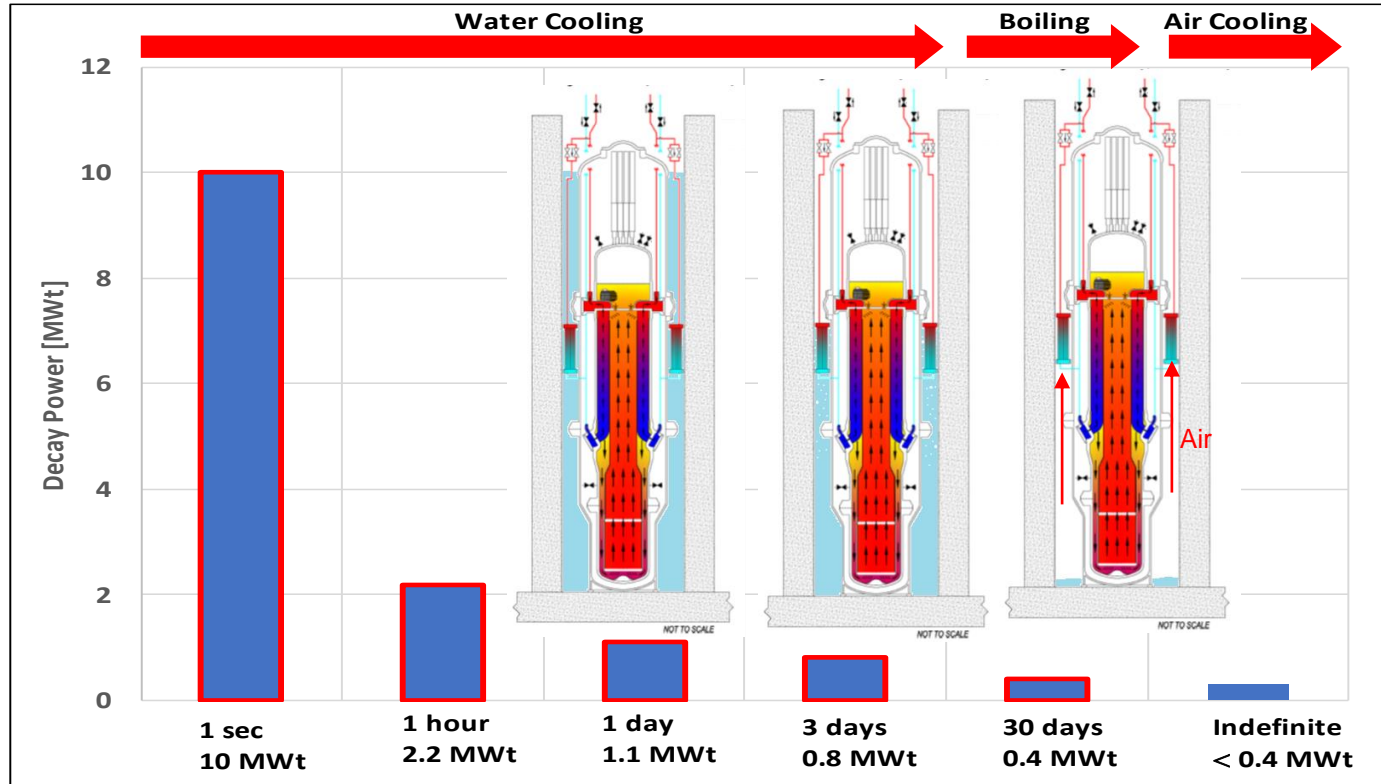 Water Cooling
Boiling
Air Cooling
Decay Power [MWt]
12
10
8
6
4
2
0
Air
NOT TO SCALE
NOT TO SCALE
NOT TO SCALE
1 sec
10 MWt
1 hour
2.2 MWt
1 day
1.1 MWt
3 days
0.8 MWt
30 days
0.4 MWt
Indefinite
< 0.4 MWt